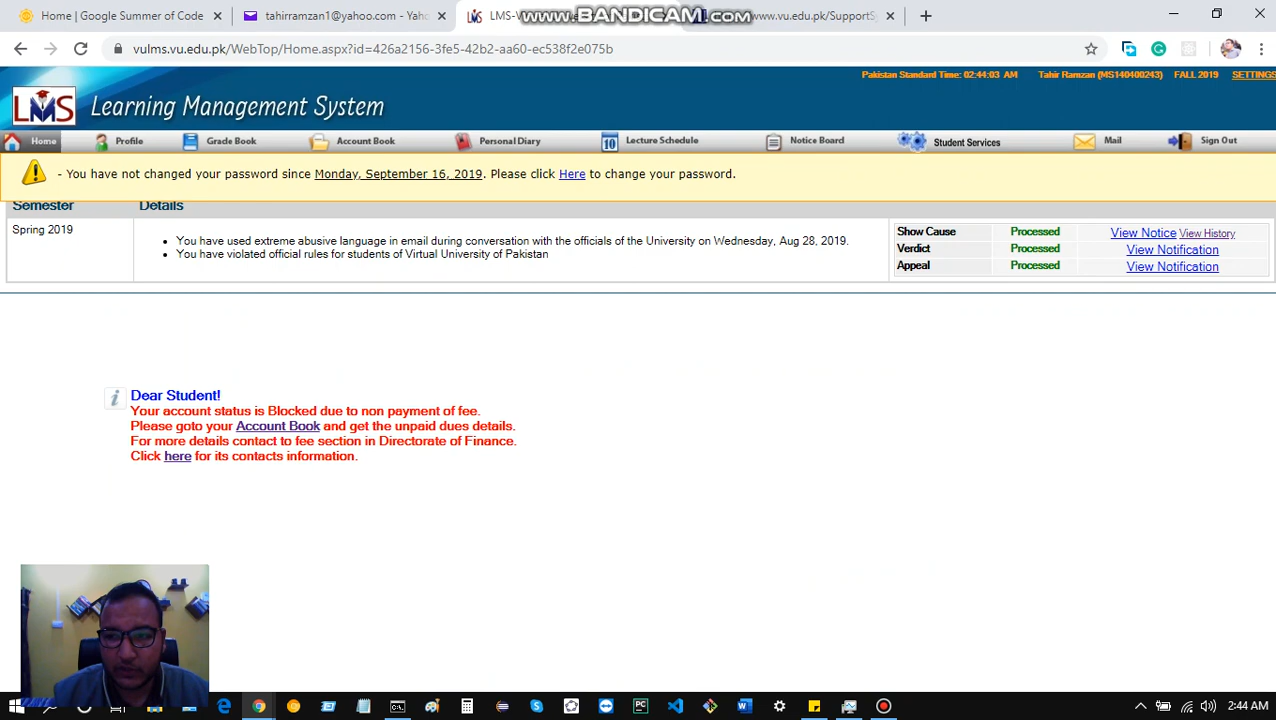 Home | Google Summer of Code
tahirramzan1@yahoo.com - Yaho
LMS-V
www.BANDICAM.com
www.vu.edu.pk/SupportS
vulms.vu.edu.pk/WebTop/Home.aspx?id=426a2156-3fe5-42b2-aa60-ec538f2e075b
Pakistan Standard Time: 02:44:03 AM Tahir Ramzan (MS140400243) FALL 2019 SETTINGS
LMS Learning Management System
Home Profile Grade Book Account Book Personal Diary 10 Lecture Schedule Notice Board Student Services Mail Sign Out
- You have not changed your password since Monday, September 16, 2019. Please click Here to change your password.
Semester Details
Spring 2019
• You have used extreme abusive language in email during conversation with the officials of the University on Wednesday, Aug 28, 2019.
• You have violated official rules for students of Virtual University of Pakistan
Show Cause Processed View Notice View History
Verdict Processed View Notification
Appeal Processed View Notification
Dear Student!
Your account status is Blocked due to non payment of fee.
Please goto your Account Book and get the unpaid dues details.
For more details contact to fee section in Directorate of Finance.
Click here for its contacts information.
2:44 AM